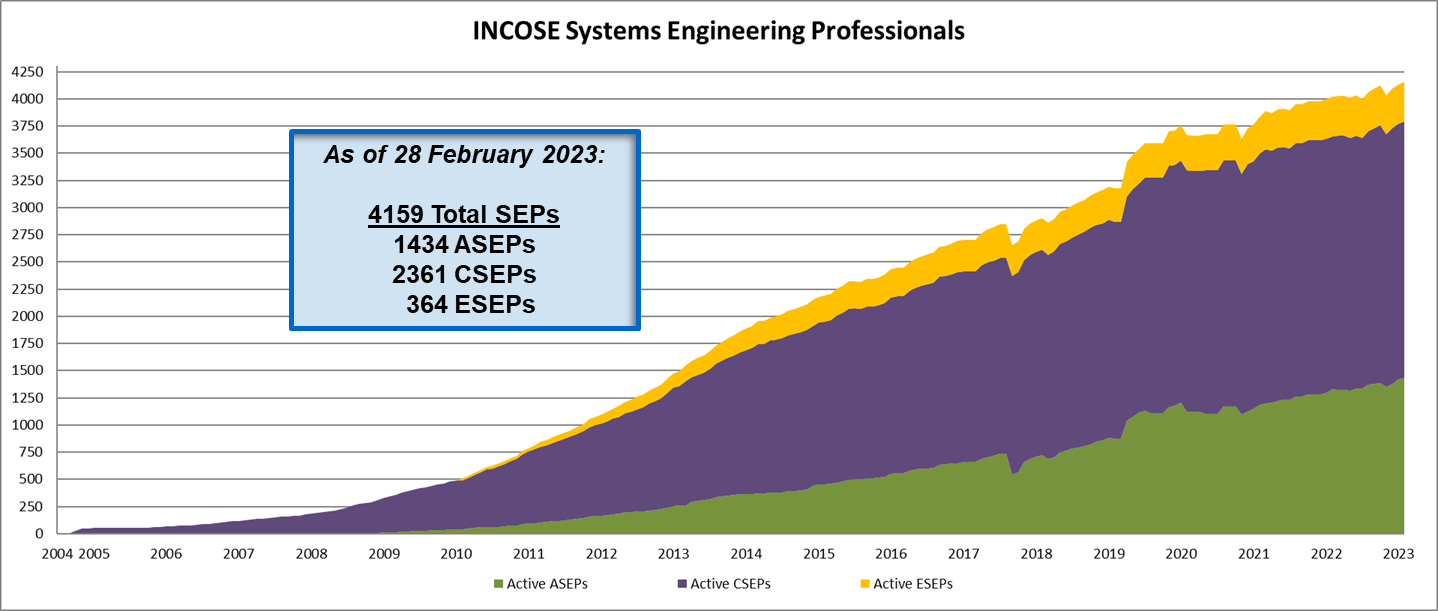 INCOSE Systems Engineering Professionals
4250
4000
3750
3500
3250
3000
2750
2500
2250
2000
1750
1500
1250
1000
750
500
250
0
As of 28 February 2023:
4159 Total SEPs
1434 ASEPs
2361 CSEPs
364 ESEPs
2004 2005 2006 2007 2008 2009 2010 2011 2012 2013 2014 2015 2016 2017 2018 2019 2020 2021 2022 2023
Active ASEPs Active CSEPs Active ESEPs